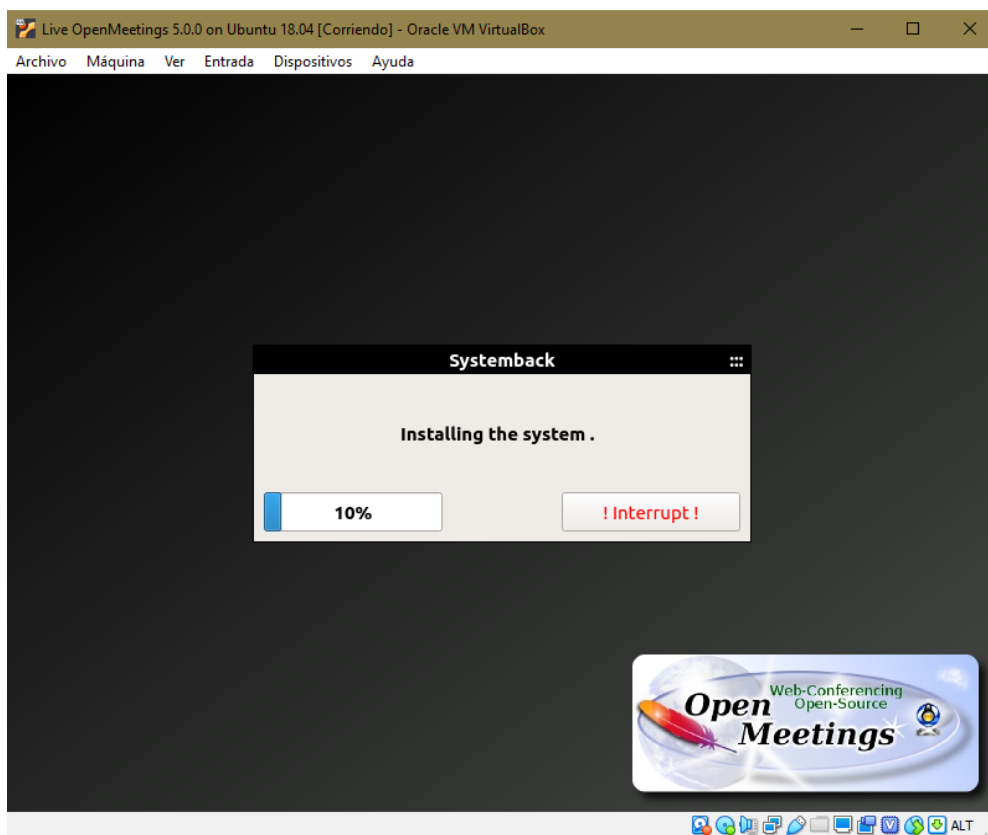 Live OpenMeetings 5.0.0 on Ubuntu 18.04 [Corriendo] - Oracle VM VirtualBox
Archivo Máquina Ver Entrada Dispositivos Ayuda
Systemback
Installing the system .
10%
! Interrupt !
Open
Web-Conferencing
Open-Source
Meetings
ALT